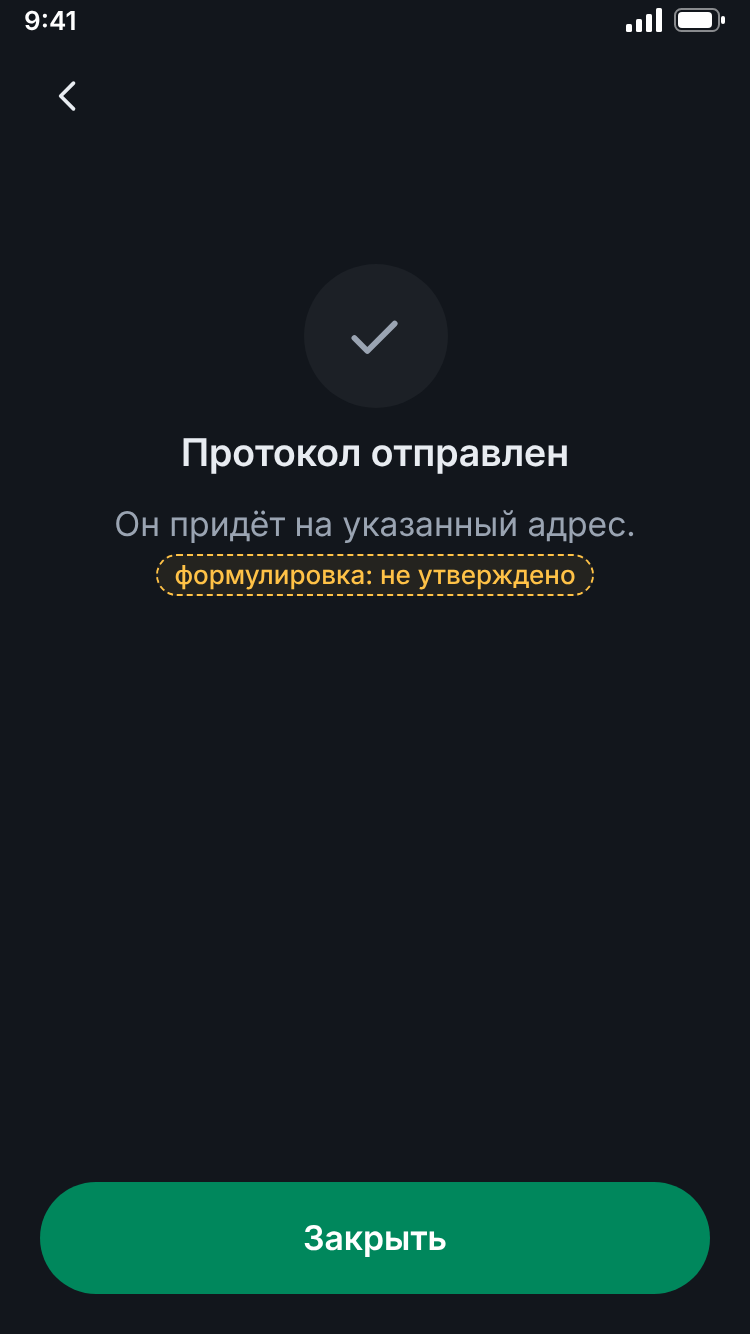 9:41
Протокол отправлен
Он придёт на указанный адрес.
формулировка: не утверждено
Закрыть